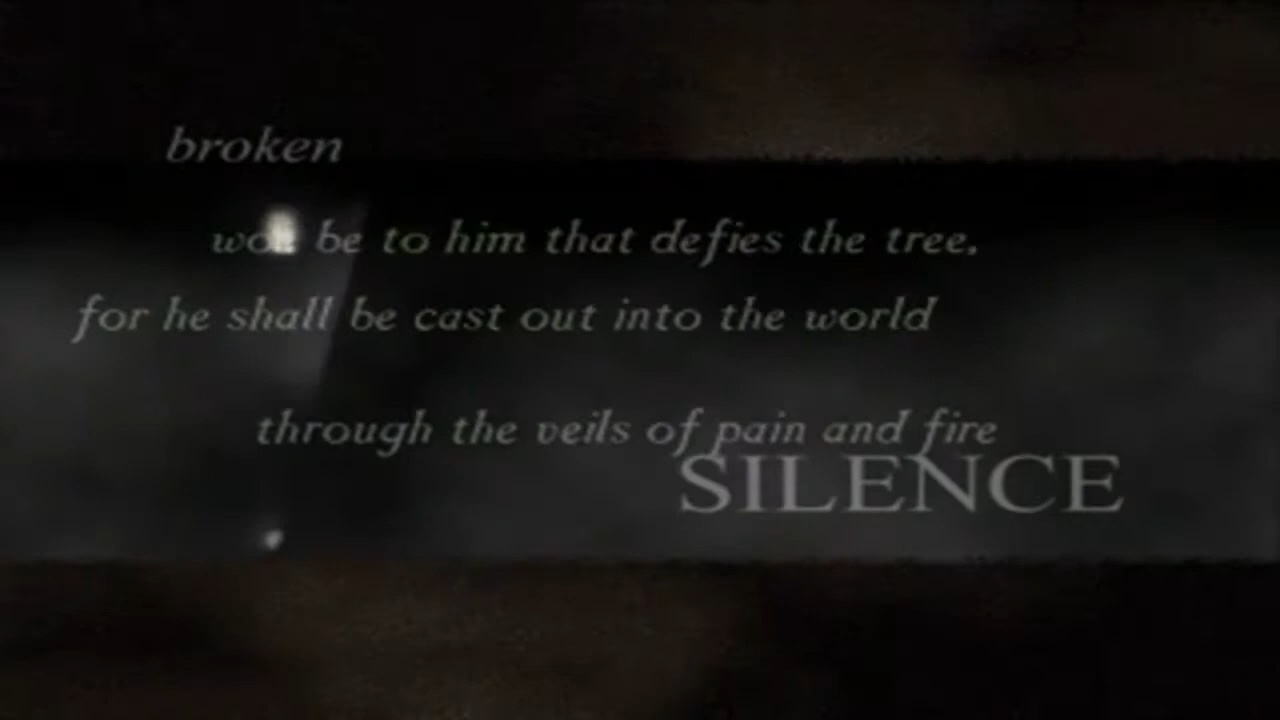 broken
woe be to him that defies the tree,
for he shall be cast out into the world
through the veils of pain and fire
SILENCE